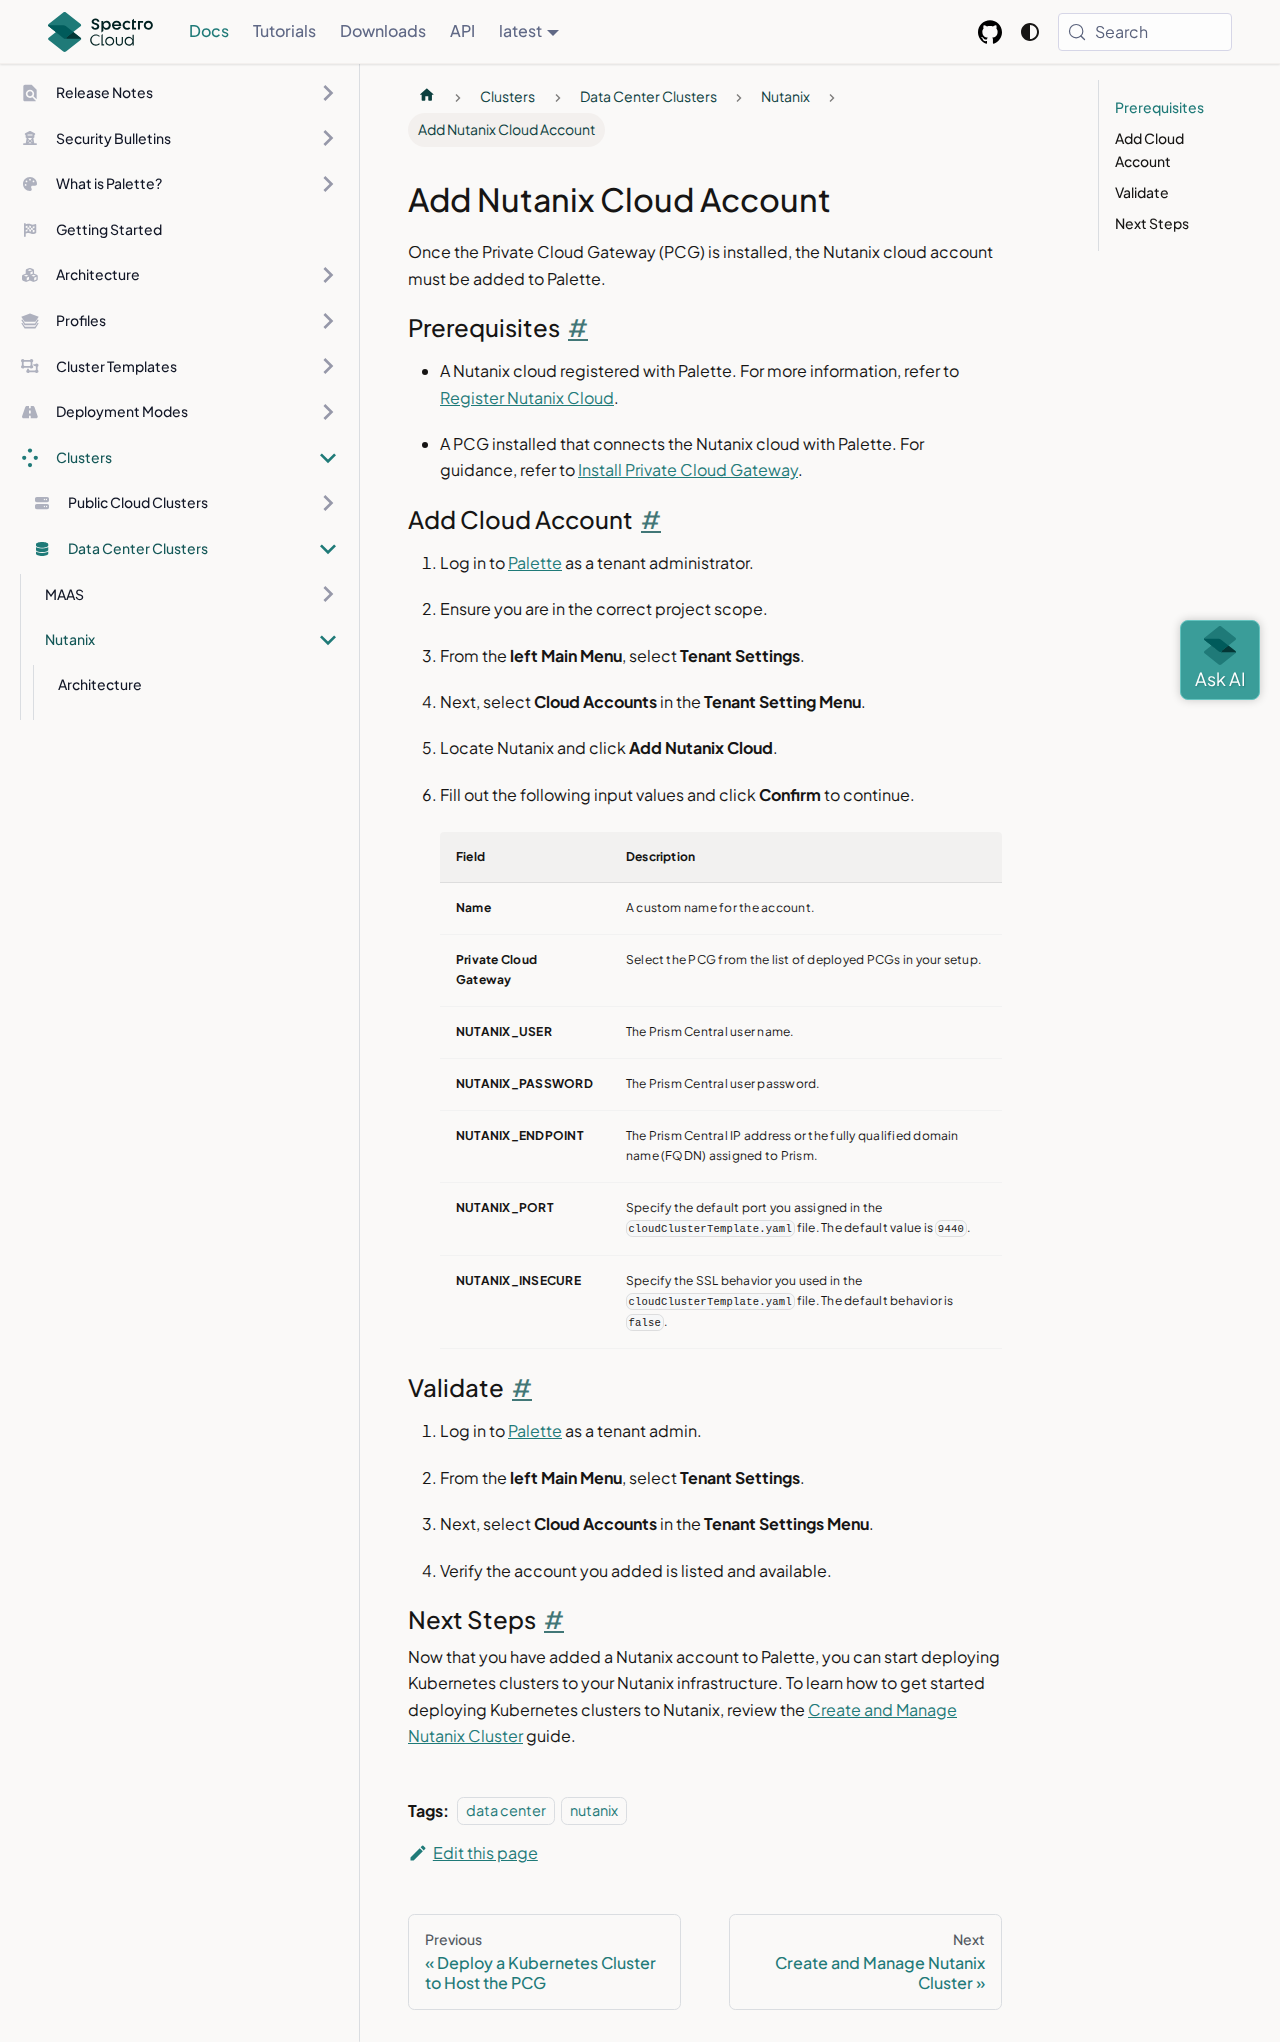 Spectro Cloud
Docs
Tutorials
Downloads
API
latest
Search
Release Notes
Security Bulletins
What is Palette?
Getting Started
Architecture
Profiles
Cluster Templates
Deployment Modes
Clusters
Public Cloud Clusters
Data Center Clusters
MAAS
Nutanix
Architecture
Clusters
Data Center Clusters
Nutanix
Add Nutanix Cloud Account
Add Nutanix Cloud Account
Once the Private Cloud Gateway (PCG) is installed, the Nutanix cloud account
must be added to Palette.
Prerequisites #
A Nutanix cloud registered with Palette. For more information, refer to
Register Nutanix Cloud.
A PCG installed that connects the Nutanix cloud with Palette. For
guidance, refer to Install Private Cloud Gateway.
Add Cloud Account #
1. Log in to Palette as a tenant administrator.
2. Ensure you are in the correct project scope.
3. From the left Main Menu, select Tenant Settings.
4. Next, select Cloud Accounts in the Tenant Setting Menu.
5. Locate Nutanix and click Add Nutanix Cloud.
6. Fill out the following input values and click Confirm to continue.
Field Description
Name A custom name for the account.
Private Cloud
Gateway
Select the PCG from the list of deployed PCGs in your setup.
NUTANIX_USER The Prism Central user name.
NUTANIX_PASSWORD The Prism Central user password.
NUTANIX_ENDPOINT The Prism Central IP address or the fully qualified domain
name (FQDN) assigned to Prism.
NUTANIX_PORT Specify the default port you assigned in the
cloudClusterTemplate.yaml file. The default value is 9440.
NUTANIX_INSECURE Specify the SSL behavior you used in the
cloudClusterTemplate.yaml file. The default behavior is
false.
Validate #
1. Log in to Palette as a tenant admin.
2. From the left Main Menu, select Tenant Settings.
3. Next, select Cloud Accounts in the Tenant Settings Menu.
4. Verify the account you added is listed and available.
Next Steps #
Now that you have added a Nutanix account to Palette, you can start deploying
Kubernetes clusters to your Nutanix infrastructure. To learn how to get started
deploying Kubernetes clusters to Nutanix, review the Create and Manage
Nutanix Cluster guide.
Tags: data center nutanix
Edit this page
Previous
« Deploy a Kubernetes Cluster
to Host the PCG
Next
Create and Manage Nutanix
Cluster »
Prerequisites
Add Cloud
Account
Validate
Next Steps
Ask AI